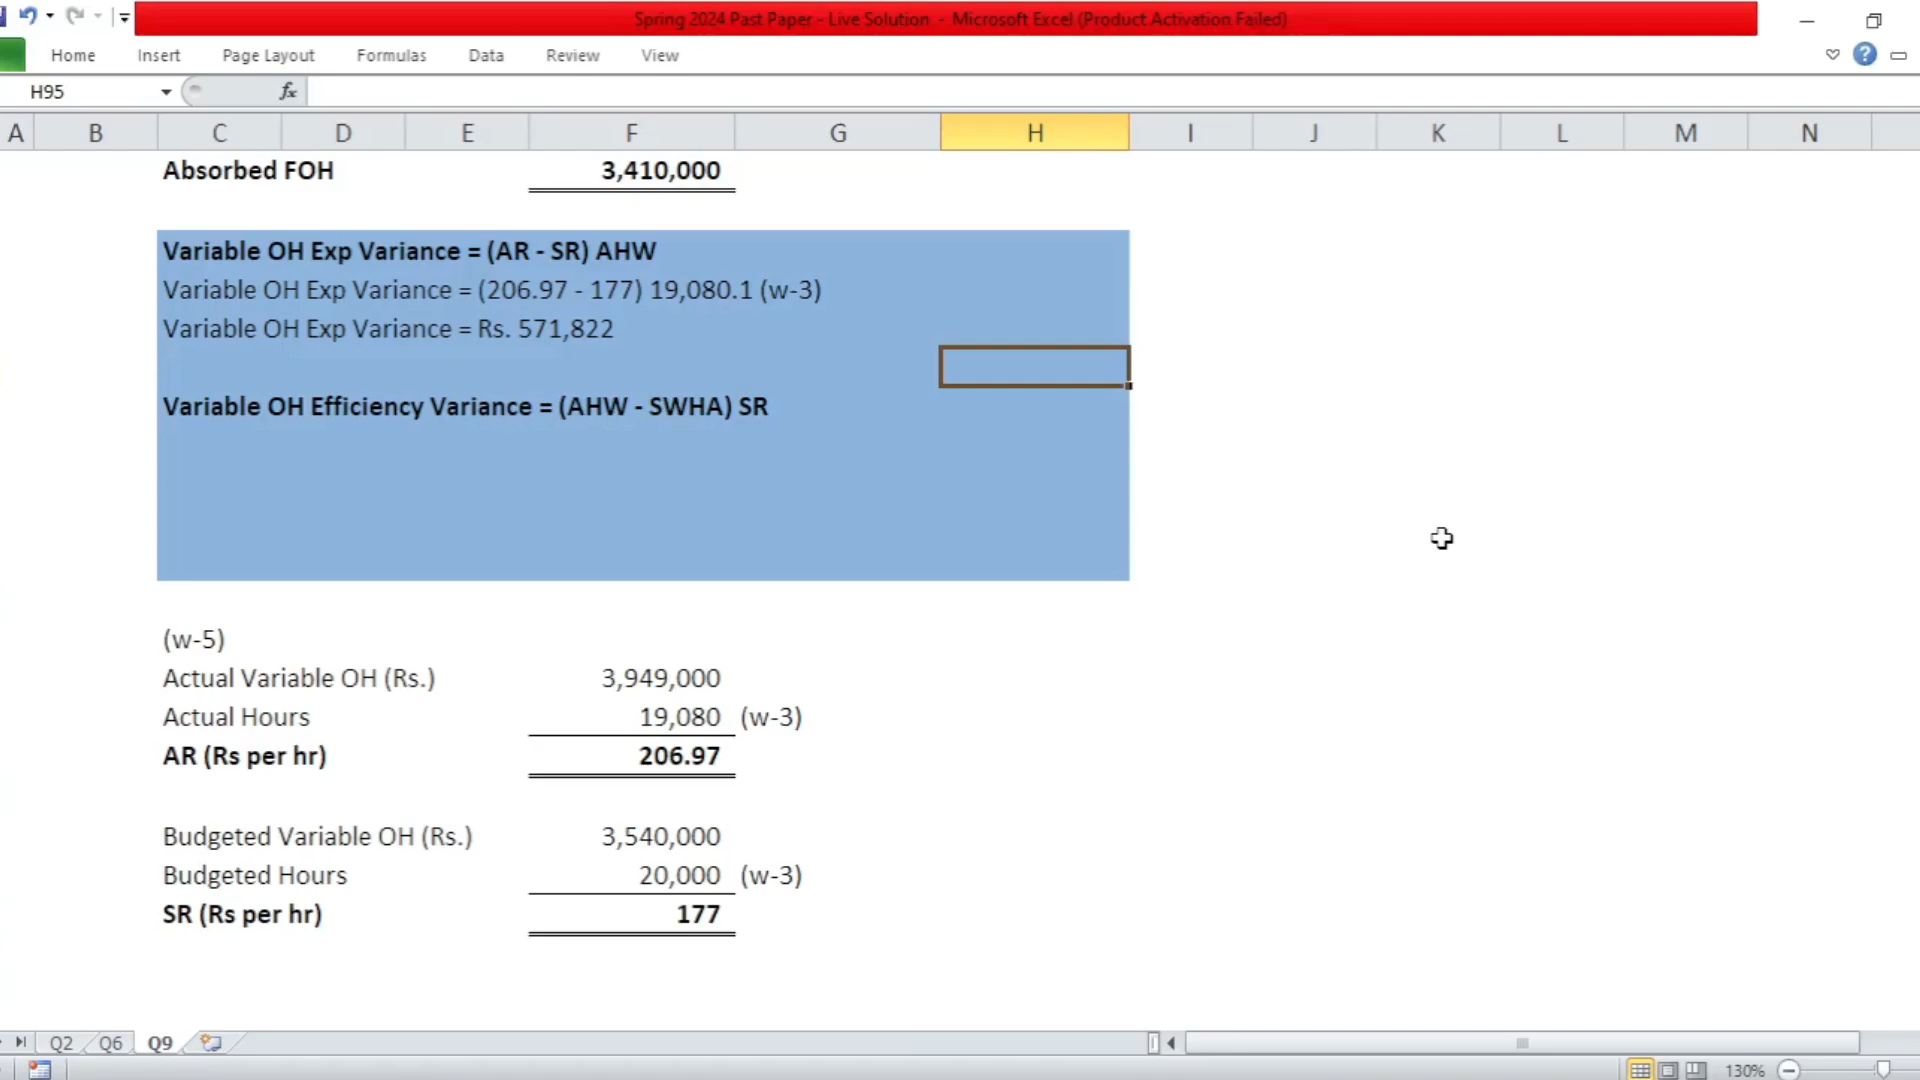 Spring 2024 Past Paper - Live Solution - Microsoft Excel (Product Activation Failed)
Home Insert Page Layout Formulas Data Review View
H95 fx
A B C D E F G H I J K L M N
Absorbed FOH 3,410,000
Variable OH Exp Variance = (AR - SR) AHW
Variable OH Exp Variance = (206.97 - 177) 19,080.1 (w-3)
Variable OH Exp Variance = Rs. 571,822
Variable OH Efficiency Variance = (AHW - SWHA) SR
(w-5)
Actual Variable OH (Rs.) 3,949,000
Actual Hours 19,080 (w-3)
AR (Rs per hr) 206.97
Budgeted Variable OH (Rs.) 3,540,000
Budgeted Hours 20,000 (w-3)
SR (Rs per hr) 177
Q2 Q6 Q9
130%